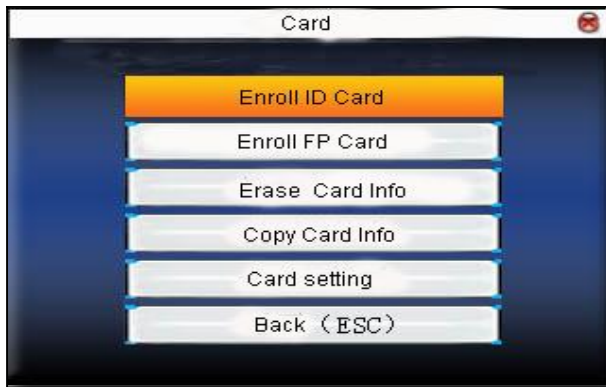 Card
Enroll ID Card
Enroll FP Card
Erase Card Info
Copy Card Info
Card setting
Back (ESC)